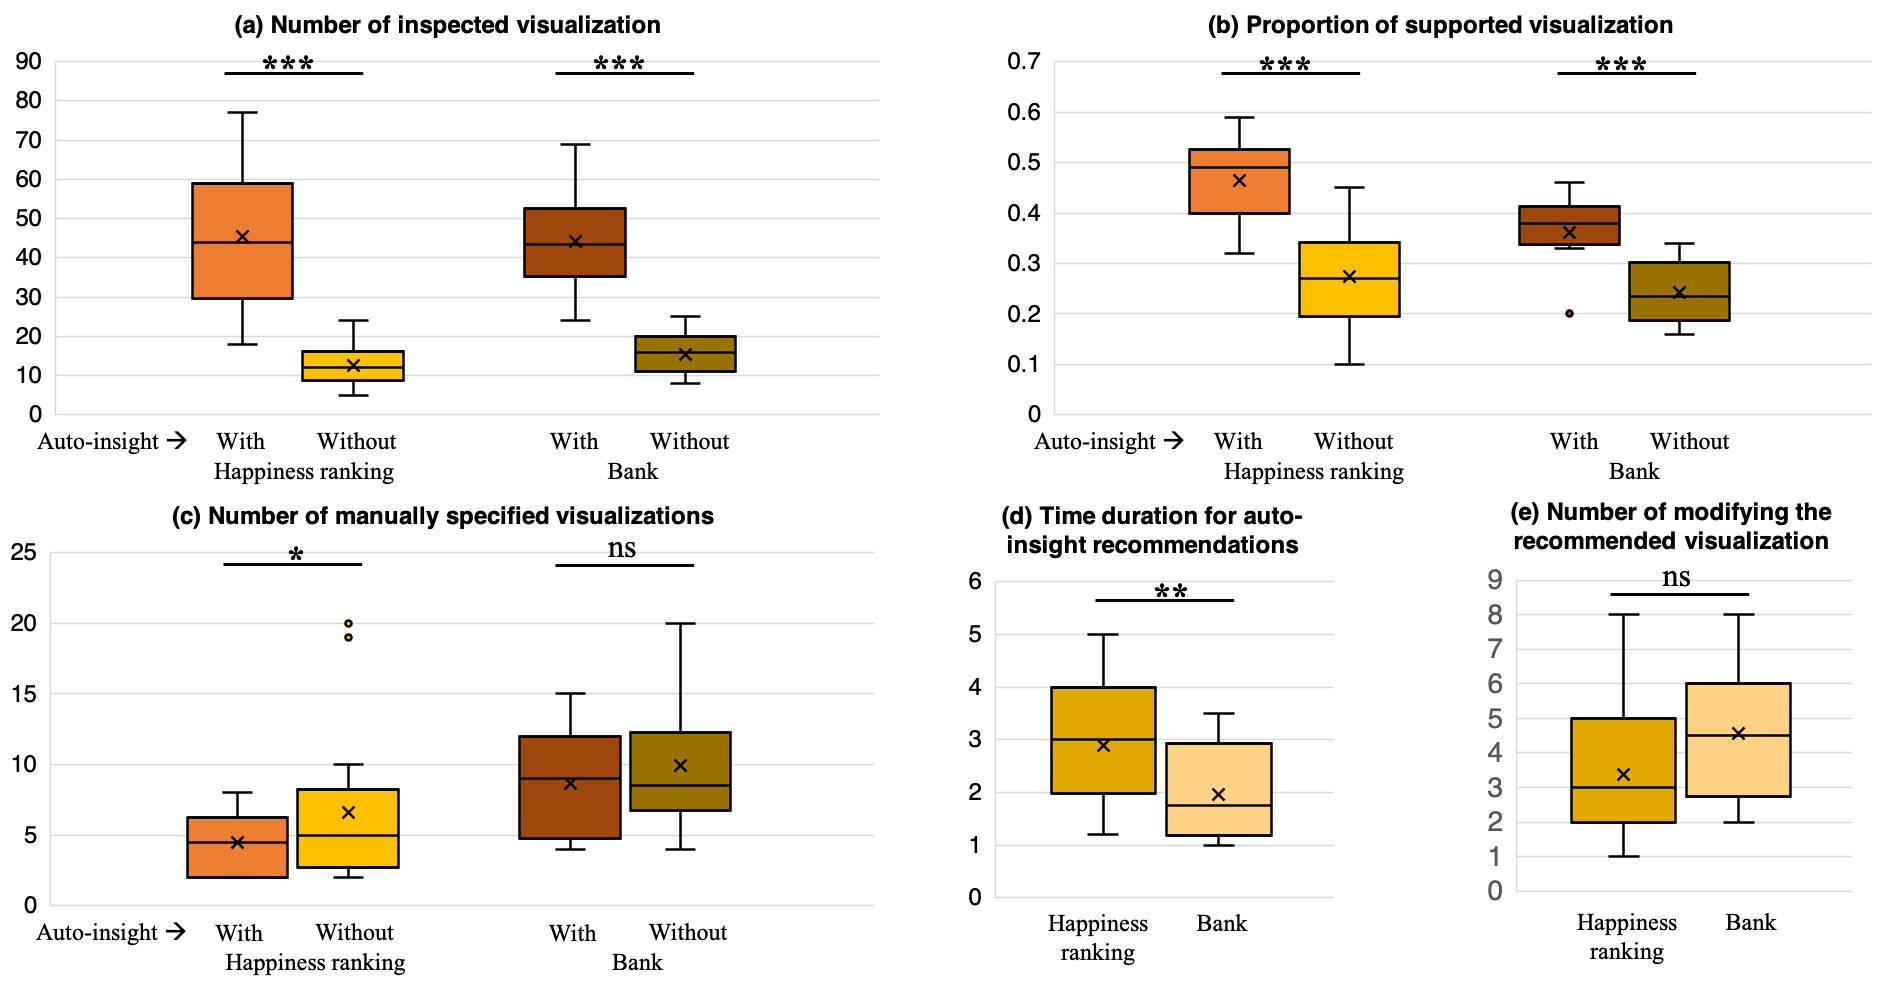 (a) Number of inspected visualization
90
80
70
60
50
40
30
20
10
0
***
***
Auto-insight → With Without With Without
Happiness ranking Bank
(b) Proportion of supported visualization
0.7
0.6
0.5
0.4
0.3
0.2
0.1
0
***
***
Auto-insight → With Without With Without
Happiness ranking Bank
(c) Number of manually specified visualizations
25
20
15
10
5
0
*
ns
Auto-insight → With Without With Without
Happiness ranking Bank
(d) Time duration for auto-
insight recommendations
6
5
4
3
2
1
0
**
Happiness Bank
ranking
(e) Number of modifying the
recommended visualization
9
8
7
6
5
4
3
2
1
0
ns
Happiness Bank
ranking